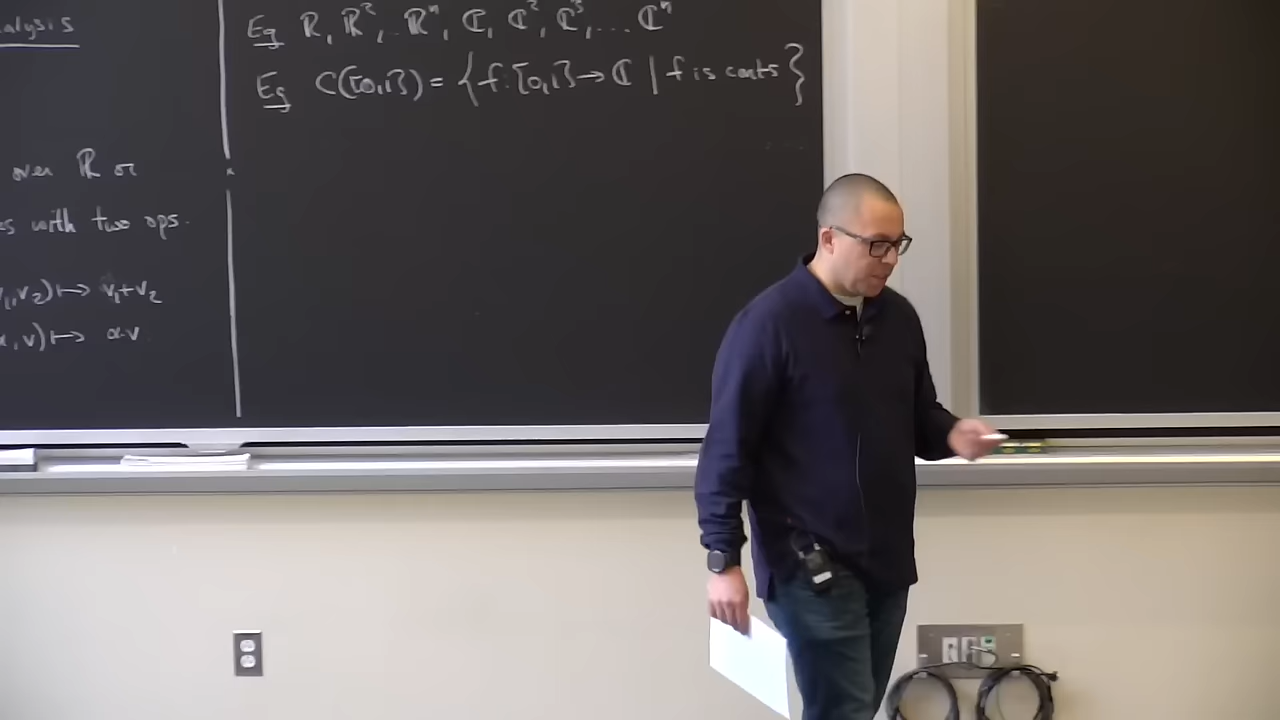 alysis
over ℝ or
es with two ops.
v₁,v₂) ↦ v₁+v₂
α,v) ↦ α·v
Eg ℝ, ℝ², .. ℝⁿ, ℂ, ℂ², ℂ³, ... ℂⁿ
Eg C([0,1]) = { f:[0,1] → ℂ | f is conts }